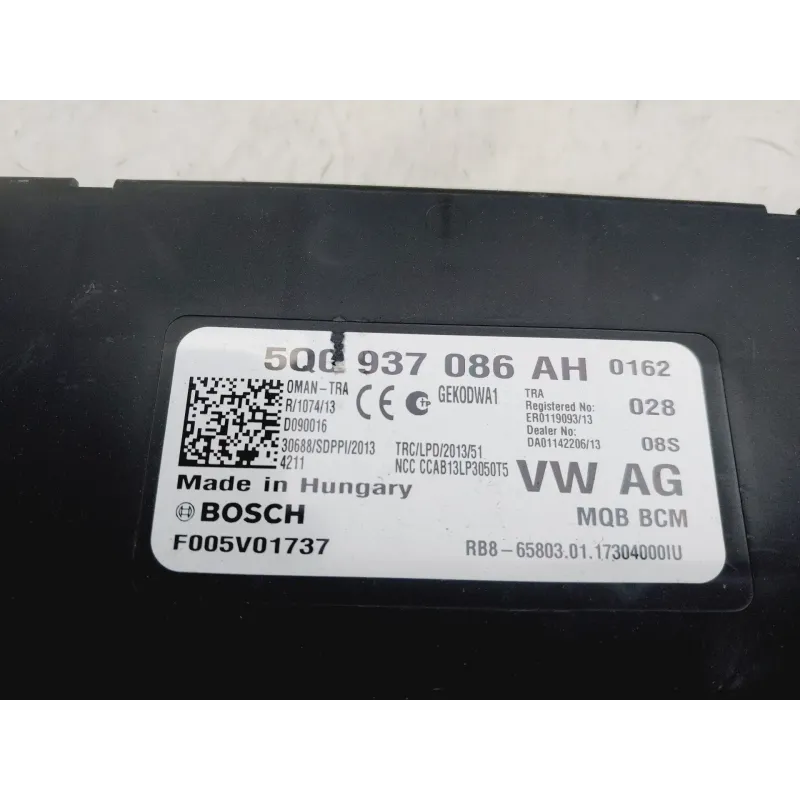 5Q0 937 086 AH 0162
OMAN-TRA
R/1074/13
D090016
30688/SDPPI/2013
4211
CE
GEK0DWA1
TRC/LPD/2013/51
NCC CCAB13LP3050T5
TRA
Registered No:
ER0119093/13
Dealer No:
DA01142206/13
028
08S
VW AG
Made in Hungary
BOSCH
MQB BCM
F005V01737
RB8-65803.01.17304000IU